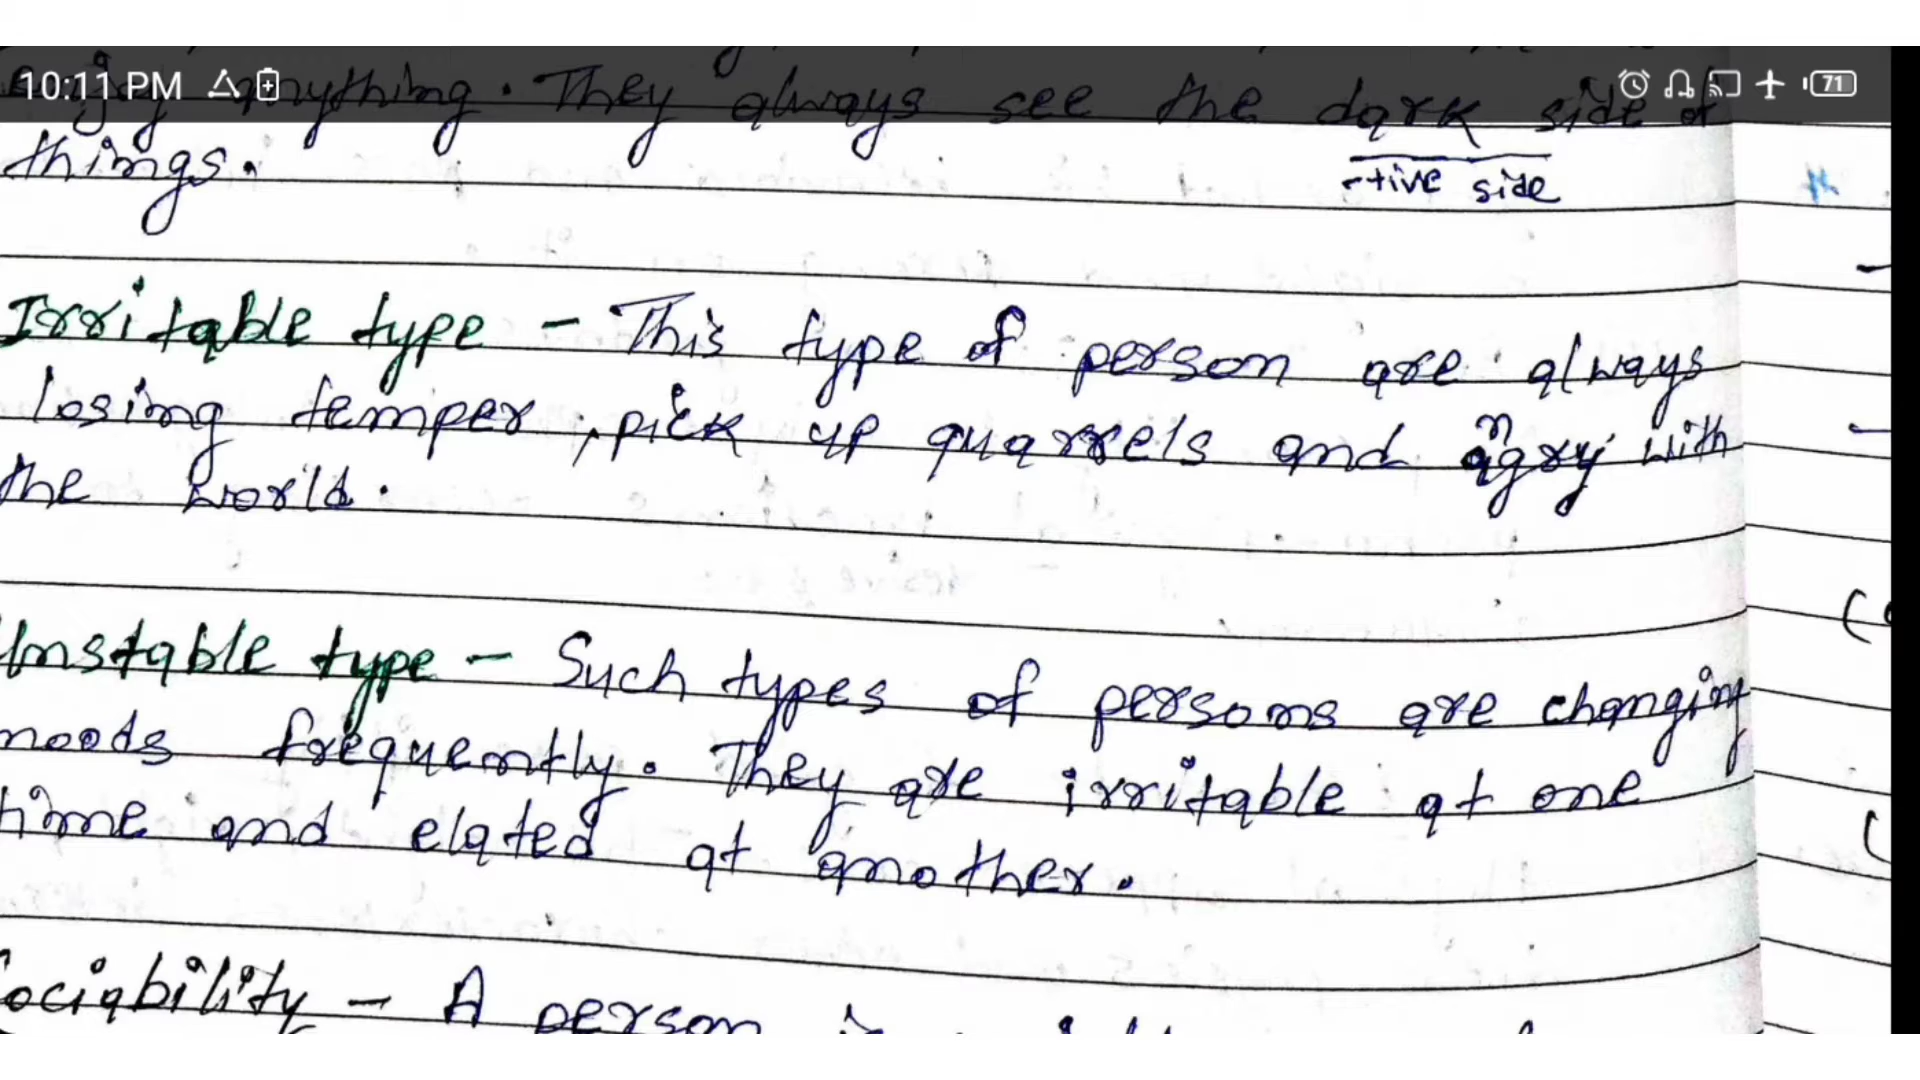 10:11 PM 71
anything. They always see the dark side of
things.
-tive side
Irritable type - This type of person are always
losing temper, pick up quarrels and angry with
the world.
Unstable type - Such types of persons are changing
moods frequently. They are irritable at one
time and elated at another.
ociability - A person